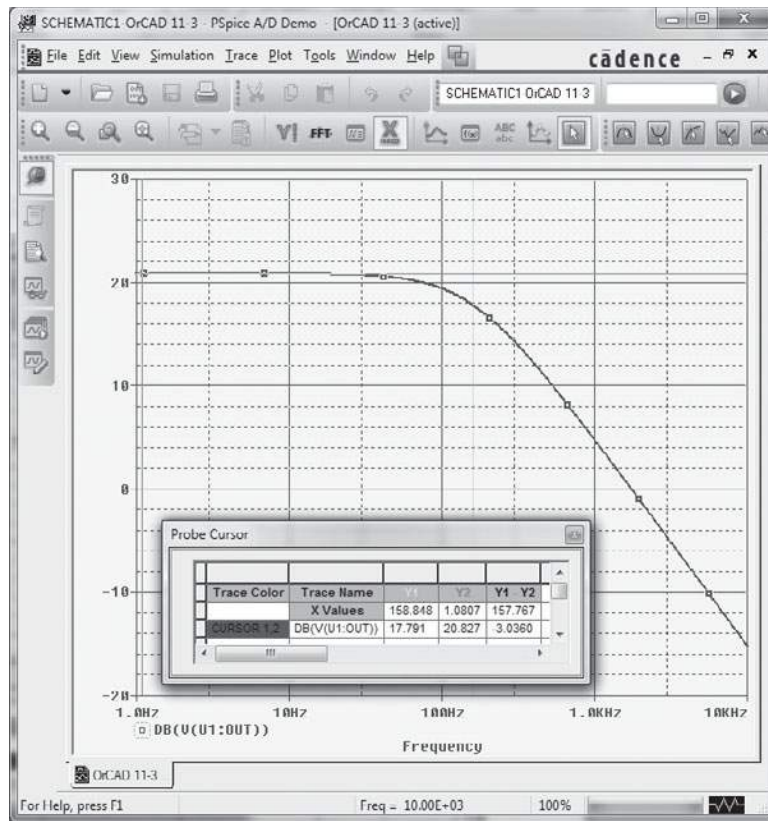 SCHEMATIC1-OrCAD 11-3 - PSpice A/D Demo - [OrCAD 11-3 (active)]
File Edit View Simulation Trace Plot Tools Window Help
cādence
SCHEMATIC1 OrCAD 11 3
FFT
ABC
abc
30
20
10
0
-10
-20
Probe Cursor
Trace Color Trace Name Y1 Y2 Y1 - Y2
X Values 158.848 1.0807 157.767
CURSOR 1,2 DB(V(U1:OUT)) 17.791 20.827 -3.0360
1.0Hz 10Hz 100Hz 1.0KHz 10KHz
DB(V(U1:OUT))
Frequency
OrCAD 11-3
For Help, press F1 Freq = 10.00E+03 100%